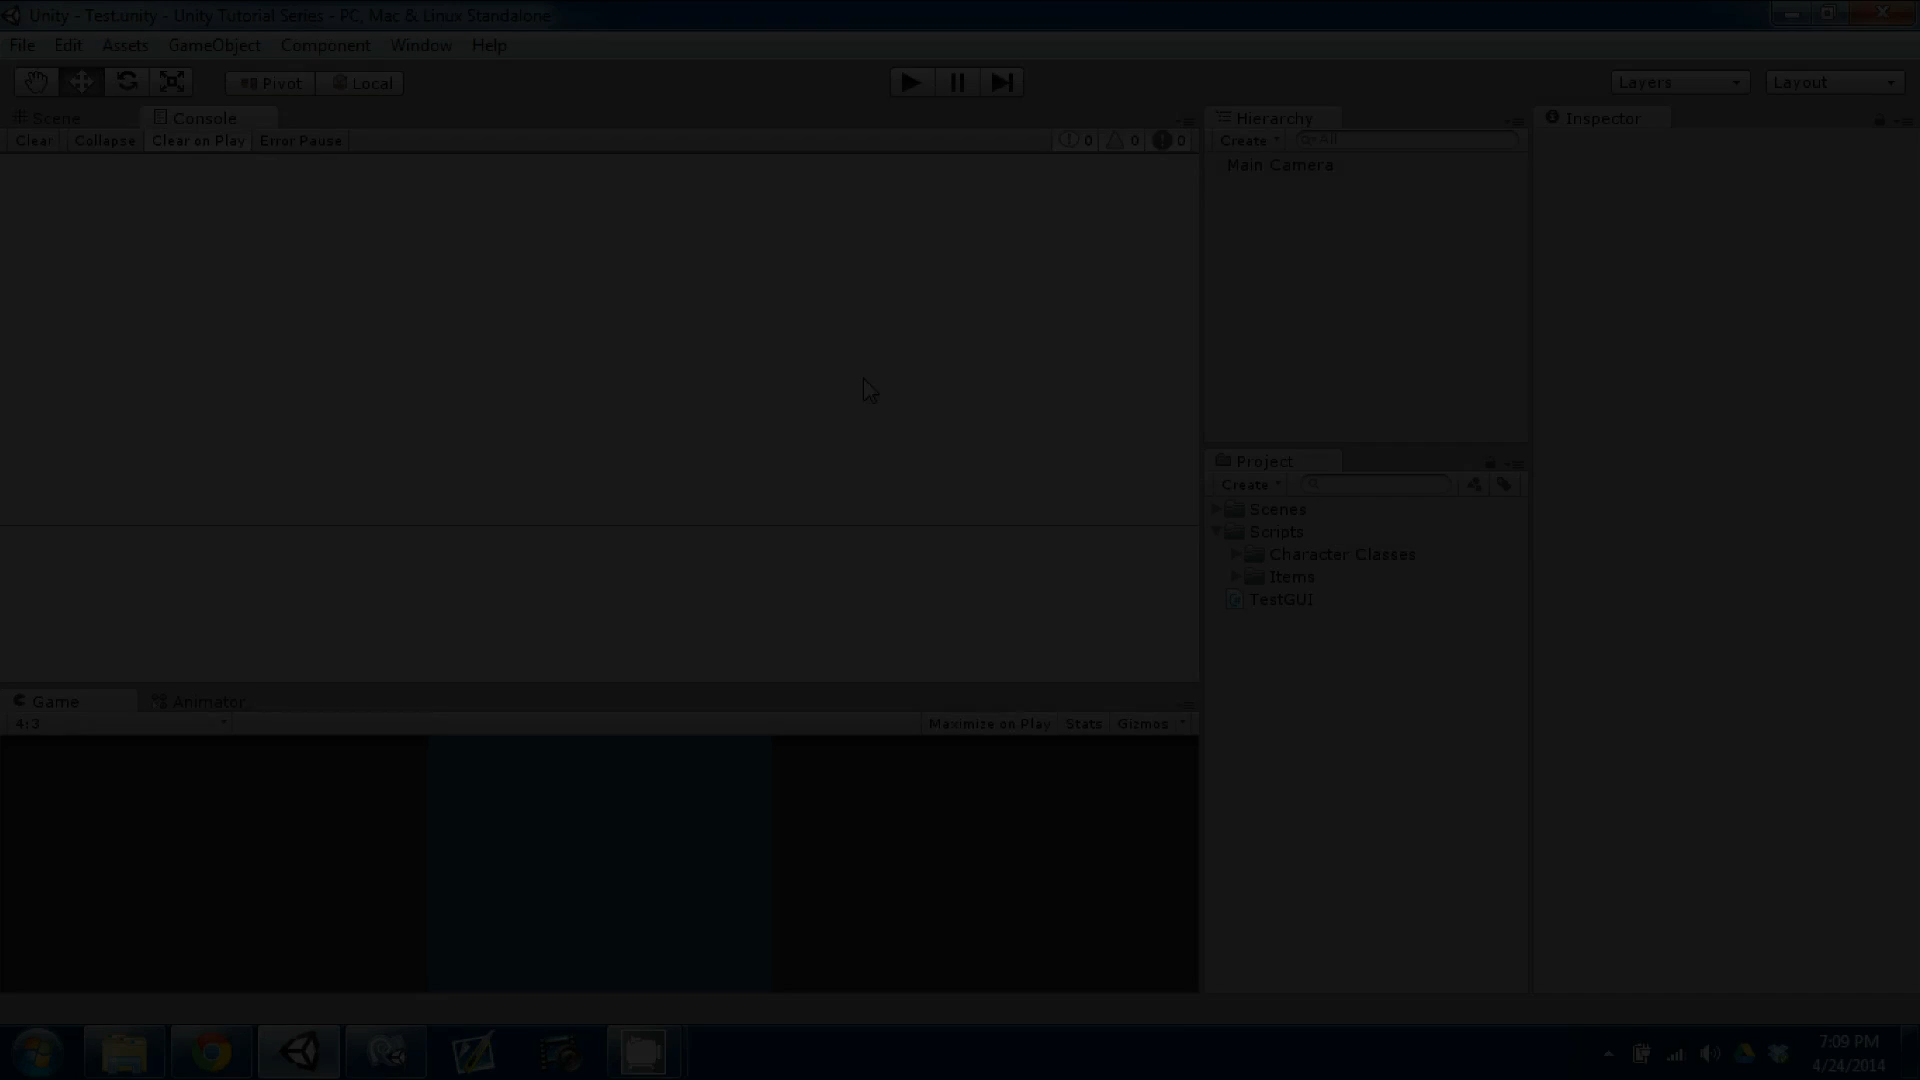 Unity - Test.unity - Unity Tutorial Series - PC, Mac & Linux Standalone
File Edit Assets GameObject Component Window Help
Pivot Local Layers Layout
Scene Console Hierarchy Inspector
Clear Collapse Clear on Play Error Pause 0 0 0 Create All
Main Camera
Project
Create
Scenes
Scripts
Character Classes
Items
TestGUI
Game Animator
4:3 Maximize on Play Stats Gizmos
7:09 PM
4/24/2014